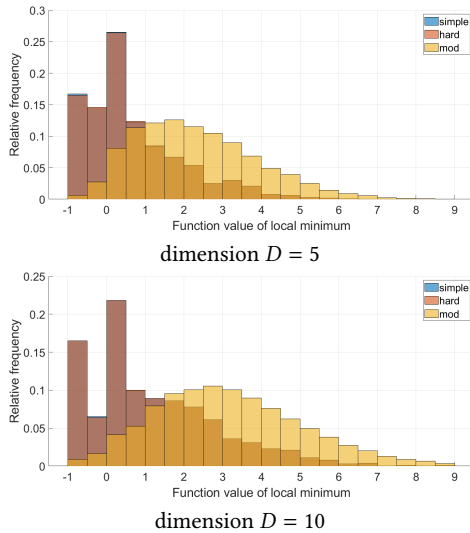 0.3
simple
hard
mod
0.25
0.2
0.15
0.1
0.05
0
Relative frequency
-1 0 1 2 3 4 5 6 7 8 9
Function value of local minimum
dimension D = 5
0.25
simple
hard
mod
0.2
0.15
0.1
0.05
0
Relative frequency
-1 0 1 2 3 4 5 6 7 8 9
Function value of local minimum
dimension D = 10